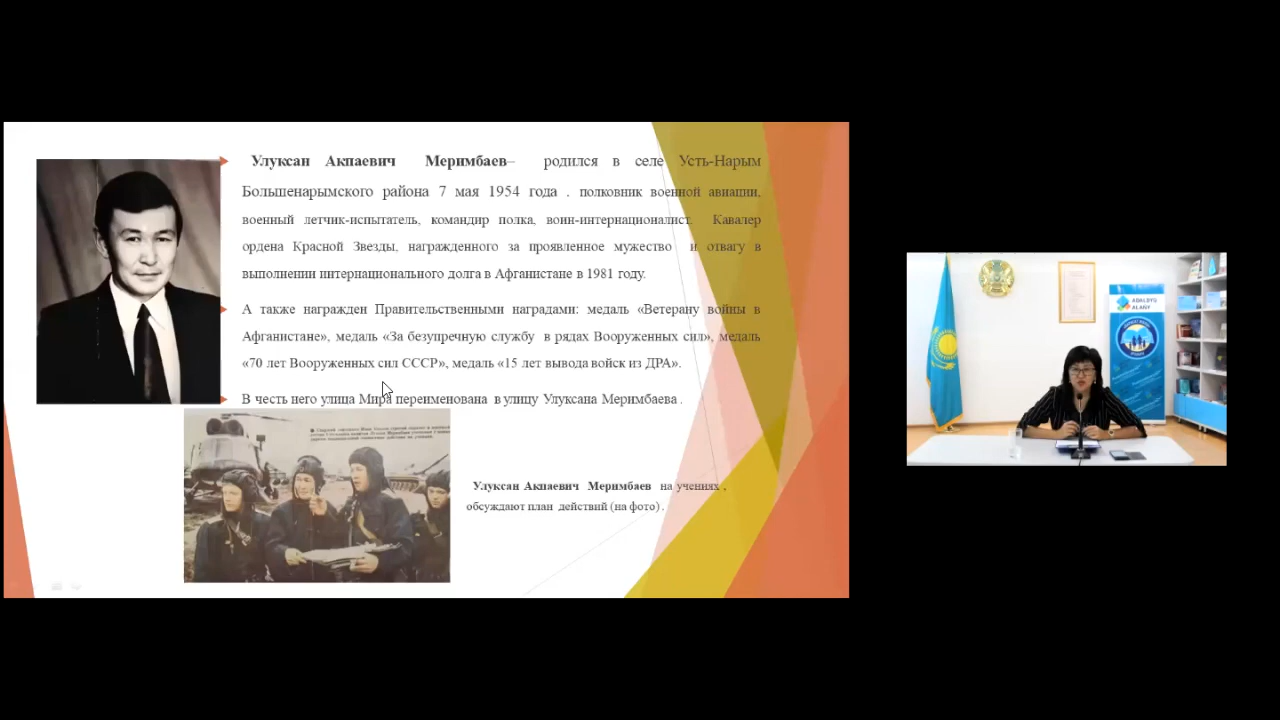 Улуксан Акпаевич Меримбаев– родился в селе Усть-Нарым
Большенарымского района 7 мая 1954 года . полковник военной авиации,
военный летчик-испытатель, командир полка, воин-интернационалист. Кавалер
ордена Красной Звезды, награжденного за проявленное мужество и отвагу в
выполнении интернационального долга в Афганистане в 1981 году.
А также награжден Правительственными наградами: медаль «Ветерану войны в
Афганистане», медаль «За безупречную службу в рядах Вооруженных сил», медаль
«70 лет Вооруженных сил СССР», медаль «15 лет вывода войск из ДРА».
В честь него улица Мира переименована в улицу Улуксана Меримбаева .
Улуксан Акпаевич Меримбаев на учениях ,
обсуждают план действий (на фото) .
ADALDYQ
ALAŃY